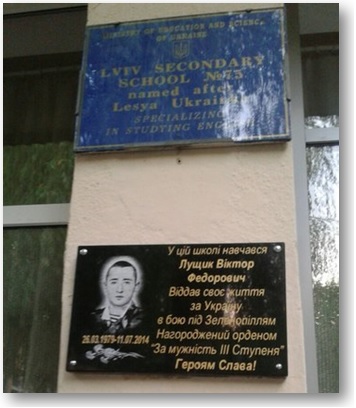 MINISTRY OF EDUCATION AND SCIENCE
OF UKRAINE
LVIV SECONDARY
SCHOOL №75
named after
Lesya Ukrainka
SPECIALIZING
IN STUDYING ENGLISH
У цій школі навчався
Лущик Віктор
Федорович
Віддав своє життя
за Україну
в бою під Зеленопіллям
Нагороджений орденом
"За мужність III Ступеня"
Героям Слава!
26.03.1979-11.07.2014